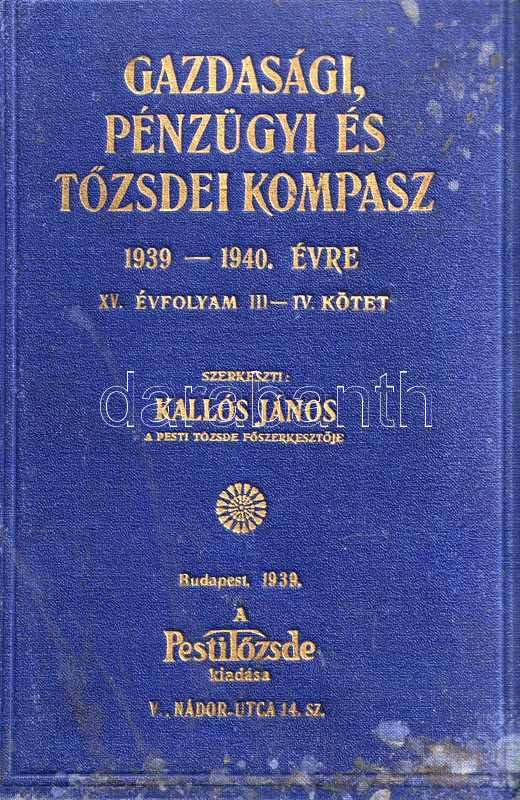 GAZDASÁGI,
PÉNZÜGYI ÉS
TŐZSDEI KOMPASZ
1939 — 1940. ÉVRE
XV. ÉVFOLYAM III — IV. KÖTET
SZERKESZTI:
KALLÓS JÁNOS
A PESTI TŐZSDE FŐSZERKESZTŐJE
darabanth
Budapest, 1939.
A
PestiTőzsde
kiadása
V., NÁDOR-UTCA 14. SZ.